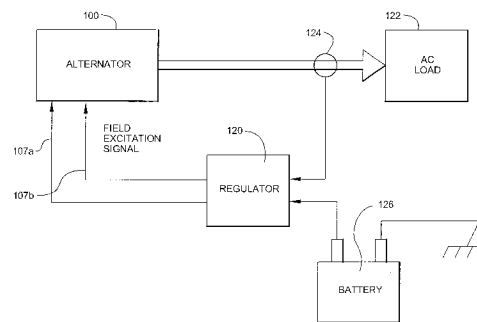 100
124
122
ALTERNATOR
AC
LOAD
FIELD
EXCITATION
SIGNAL
107a
107b
120
REGULATOR
126
BATTERY